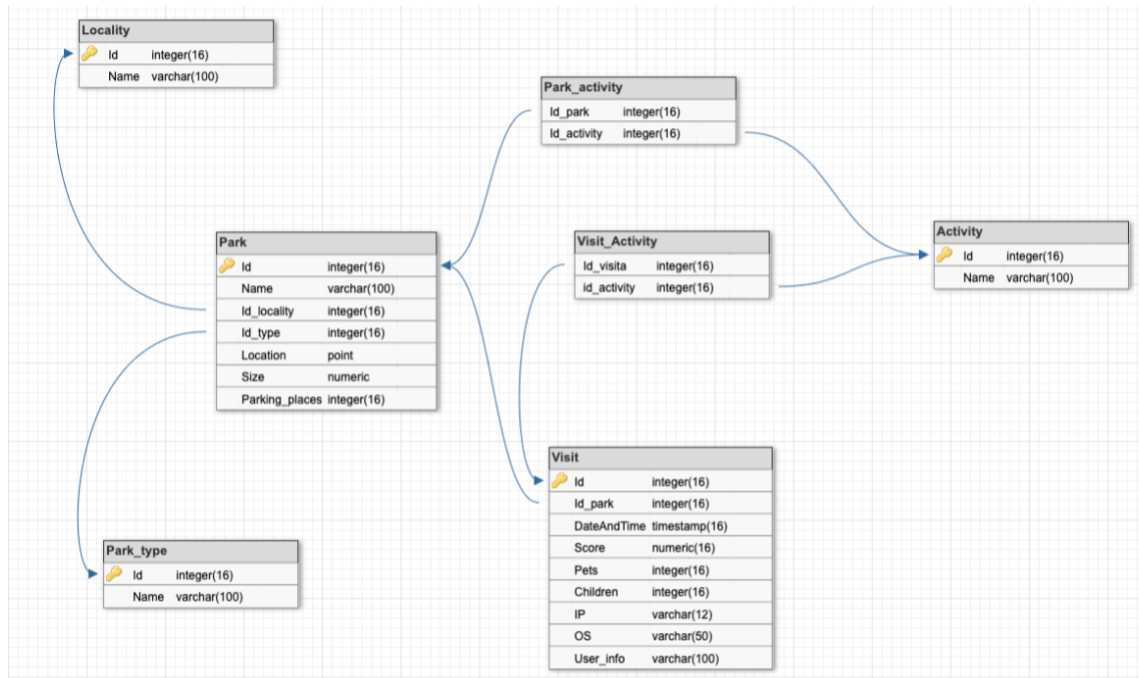 Locality
Id integer(16)
Name varchar(100)
Park_activity
Id_park integer(16)
Id_activity integer(16)
Park
Id integer(16)
Name varchar(100)
Id_locality integer(16)
Id_type integer(16)
Location point
Size numeric
Parking_places integer(16)
Visit_Activity
Id_visita integer(16)
id_activity integer(16)
Activity
Id integer(16)
Name varchar(100)
Visit
Id integer(16)
Id_park integer(16)
DateAndTime timestamp(16)
Score numeric(16)
Pets integer(16)
Children integer(16)
IP varchar(12)
OS varchar(50)
User_info varchar(100)
Park_type
Id integer(16)
Name varchar(100)